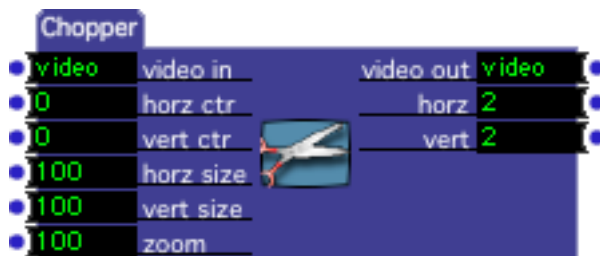 Chopper
video video in video out video
0 horz ctr horz 2
0 vert ctr vert 2
100 horz size
100 vert size
100 zoom